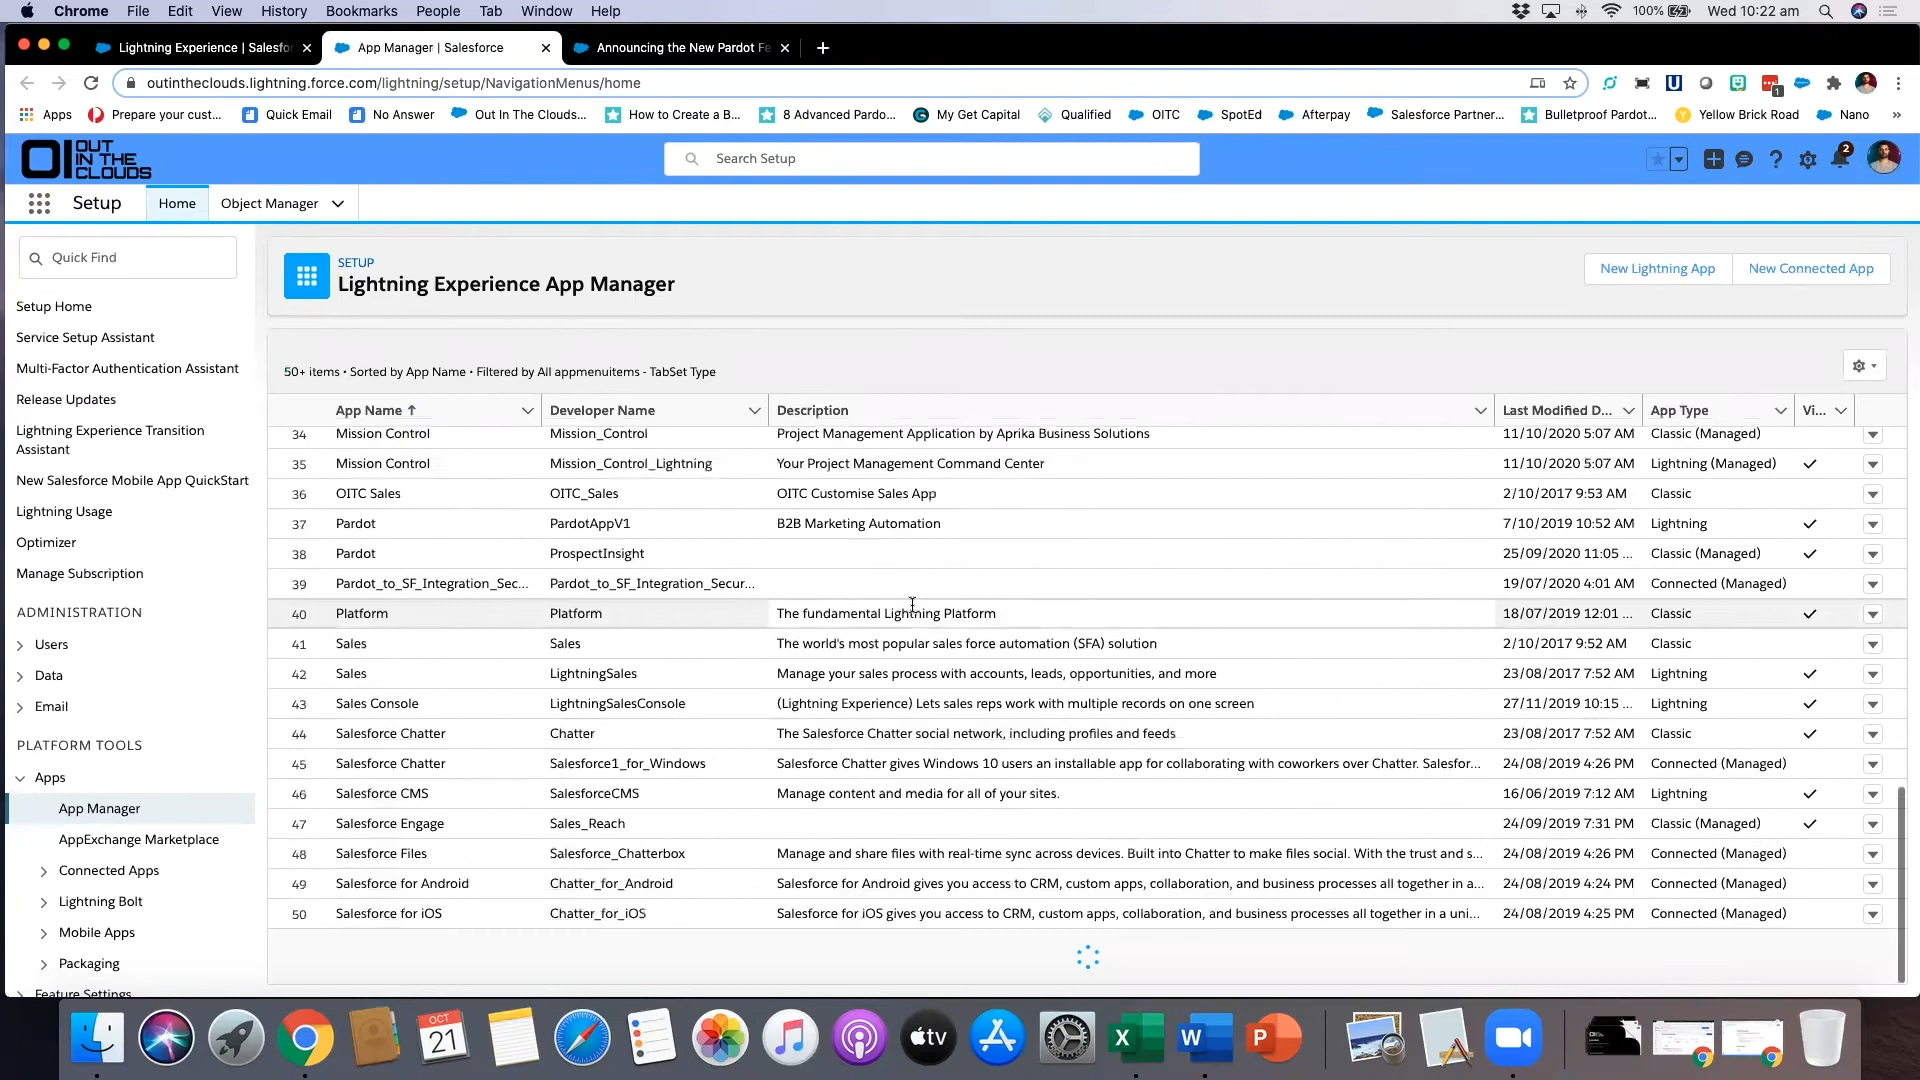 Chrome File Edit View History Bookmarks People Tab Window Help 100% Wed 10:22 am
Lightning Experience | Salesfor App Manager | Salesforce Announcing the New Pardot Fe
outintheclouds.lightning.force.com/lightning/setup/NavigationMenus/home
Apps Prepare your cust... Quick Email No Answer Out In The Clouds... How to Create a B... 8 Advanced Pardo... My Get Capital Qualified OITC SpotEd Afterpay Salesforce Partner... Bulletproof Pardot... Yellow Brick Road Nano »
OI OUT IN THE CLOUDS
Search Setup
2
Setup Home Object Manager
Quick Find
Setup Home
Service Setup Assistant
Multi-Factor Authentication Assistant
Release Updates
Lightning Experience Transition
Assistant
New Salesforce Mobile App QuickStart
Lightning Usage
Optimizer
Manage Subscription
ADMINISTRATION
Users
Data
Email
PLATFORM TOOLS
Apps
App Manager
AppExchange Marketplace
Connected Apps
Lightning Bolt
Mobile Apps
Packaging
Feature Settings
SETUP
Lightning Experience App Manager
New Lightning App New Connected App
50+ items • Sorted by App Name • Filtered by All appmenuitems - TabSet Type
App Name ↑ Developer Name Description Last Modified D... App Type Vi...
34 Mission Control Mission_Control Project Management Application by Aprika Business Solutions 11/10/2020 5:07 AM Classic (Managed)
35 Mission Control Mission_Control_Lightning Your Project Management Command Center 11/10/2020 5:07 AM Lightning (Managed)
36 OITC Sales OITC_Sales OITC Customise Sales App 2/10/2017 9:53 AM Classic
37 Pardot PardotAppV1 B2B Marketing Automation 7/10/2019 10:52 AM Lightning
38 Pardot ProspectInsight 25/09/2020 11:05 ... Classic (Managed)
39 Pardot_to_SF_Integration_Sec... Pardot_to_SF_Integration_Secur... 19/07/2020 4:01 AM Connected (Managed)
40 Platform Platform The fundamental Lightning Platform 18/07/2019 12:01 ... Classic
41 Sales Sales The world's most popular sales force automation (SFA) solution 2/10/2017 9:52 AM Classic
42 Sales LightningSales Manage your sales process with accounts, leads, opportunities, and more 23/08/2017 7:52 AM Lightning
43 Sales Console LightningSalesConsole (Lightning Experience) Lets sales reps work with multiple records on one screen 27/11/2019 10:15 ... Lightning
44 Salesforce Chatter Chatter The Salesforce Chatter social network, including profiles and feeds 23/08/2017 7:52 AM Classic
45 Salesforce Chatter Salesforce1_for_Windows Salesforce Chatter gives Windows 10 users an installable app for collaborating with coworkers over Chatter. Salesfor... 24/08/2019 4:26 PM Connected (Managed)
46 Salesforce CMS SalesforceCMS Manage content and media for all of your sites. 16/06/2019 7:12 AM Lightning
47 Salesforce Engage Sales_Reach 24/09/2019 7:31 PM Classic (Managed)
48 Salesforce Files Salesforce_Chatterbox Manage and share files with real-time sync across devices. Built into Chatter to make files social. With the trust and s... 24/08/2019 4:26 PM Connected (Managed)
49 Salesforce for Android Chatter_for_Android Salesforce for Android gives you access to CRM, custom apps, collaboration, and business processes all together in a... 24/08/2019 4:24 PM Connected (Managed)
50 Salesforce for iOS Chatter_for_iOS Salesforce for iOS gives you access to CRM, custom apps, collaboration, and business processes all together in a uni... 24/08/2019 4:25 PM Connected (Managed)
OCT 21 tv X W P